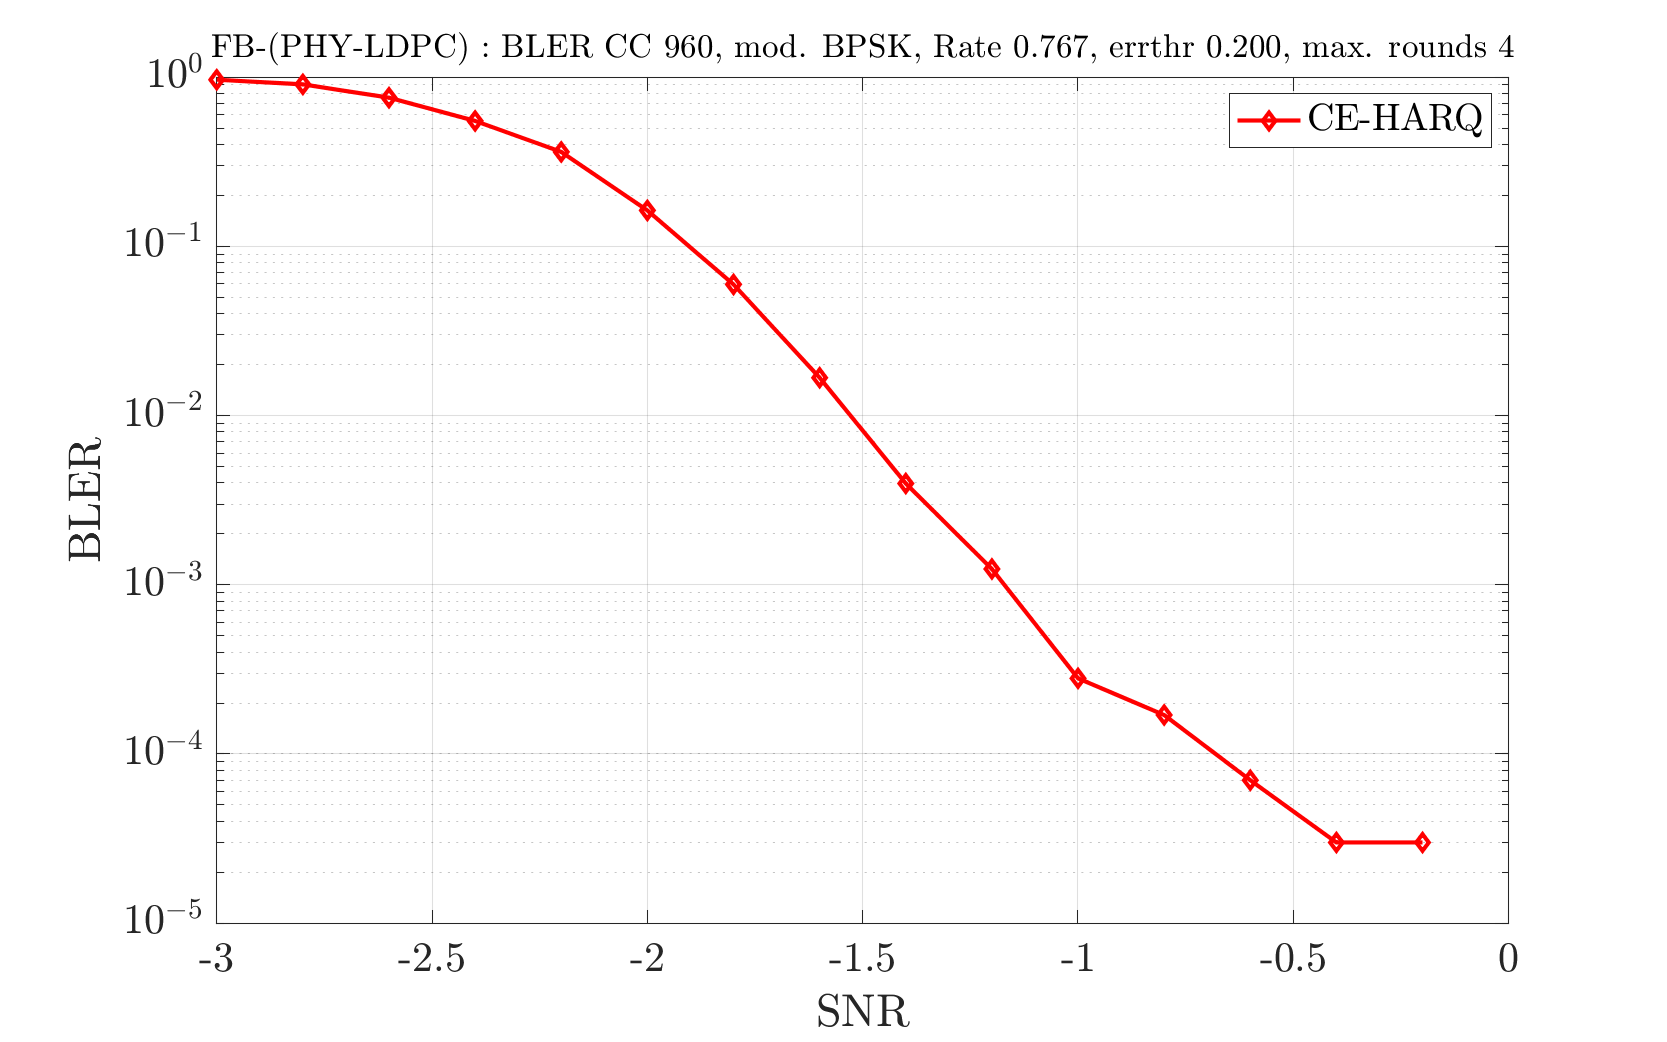 FB-(PHY-LDPC) : BLER CC 960, mod. BPSK, Rate 0.767, errthr 0.200, max. rounds 4
CE-HARQ
10^0
10^{-1}
10^{-2}
10^{-3}
10^{-4}
10^{-5}
BLER
-3 -2.5 -2 -1.5 -1 -0.5 0
SNR